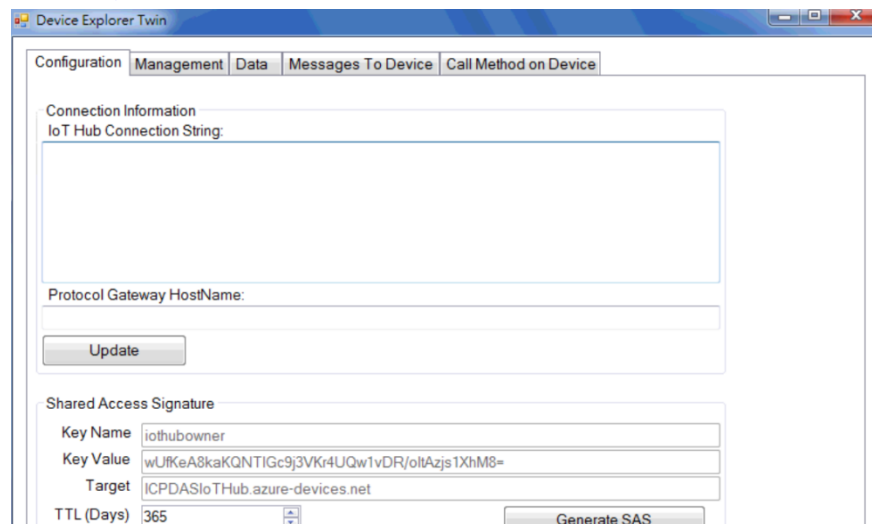 Device Explorer Twin
Configuration Management Data Messages To Device Call Method on Device
Connection Information
IoT Hub Connection String:
Protocol Gateway HostName:
Update
Shared Access Signature
Key Name iothubowner
Key Value wUfKeA8kaKQNTIGc9j3VKr4UQw1vDR/oItAzjs1XhM8=
Target ICPDASIoTHub.azure-devices.net
TTL (Days) 365 Generate SAS